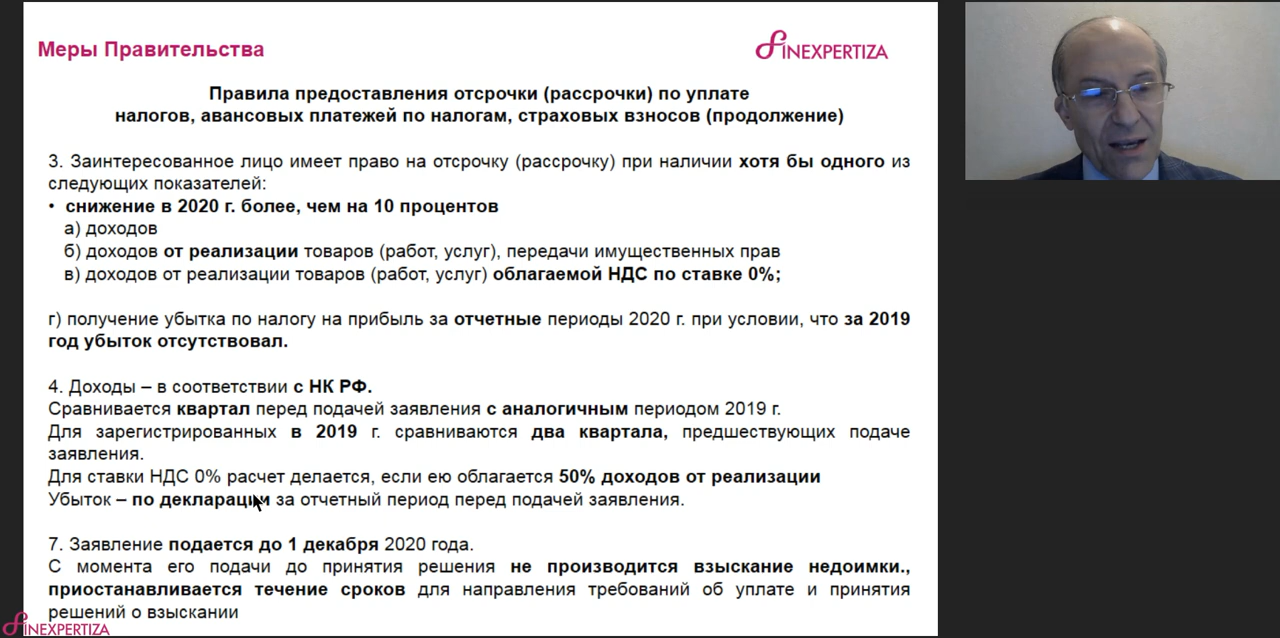 Меры Правительства
FINEXPERTIZA
Правила предоставления отсрочки (рассрочки) по уплате
налогов, авансовых платежей по налогам, страховых взносов (продолжение)
3. Заинтересованное лицо имеет право на отсрочку (рассрочку) при наличии хотя бы одного из
следующих показателей:
• снижение в 2020 г. более, чем на 10 процентов
а) доходов
б) доходов от реализации товаров (работ, услуг), передачи имущественных прав
в) доходов от реализации товаров (работ, услуг) облагаемой НДС по ставке 0%;
г) получение убытка по налогу на прибыль за отчетные периоды 2020 г. при условии, что за 2019
год убыток отсутствовал.
4. Доходы – в соответствии с НК РФ.
Сравнивается квартал перед подачей заявления с аналогичным периодом 2019 г.
Для зарегистрированных в 2019 г. сравниваются два квартала, предшествующих подаче
заявления.
Для ставки НДС 0% расчет делается, если ею облагается 50% доходов от реализации
Убыток – по декларации за отчетный период перед подачей заявления.
7. Заявление подается до 1 декабря 2020 года.
С момента его подачи до принятия решения не производится взыскание недоимки.,
приостанавливается течение сроков для направления требований об уплате и принятия
решений о взыскании
FINEXPERTIZA